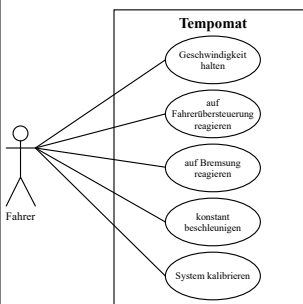 Tempomat
Geschwindigkeit
halten
auf
Fahrerübersteuerung
reagieren
auf Bremsung
reagieren
Fahrer
konstant
beschleunigen
System kalibrieren